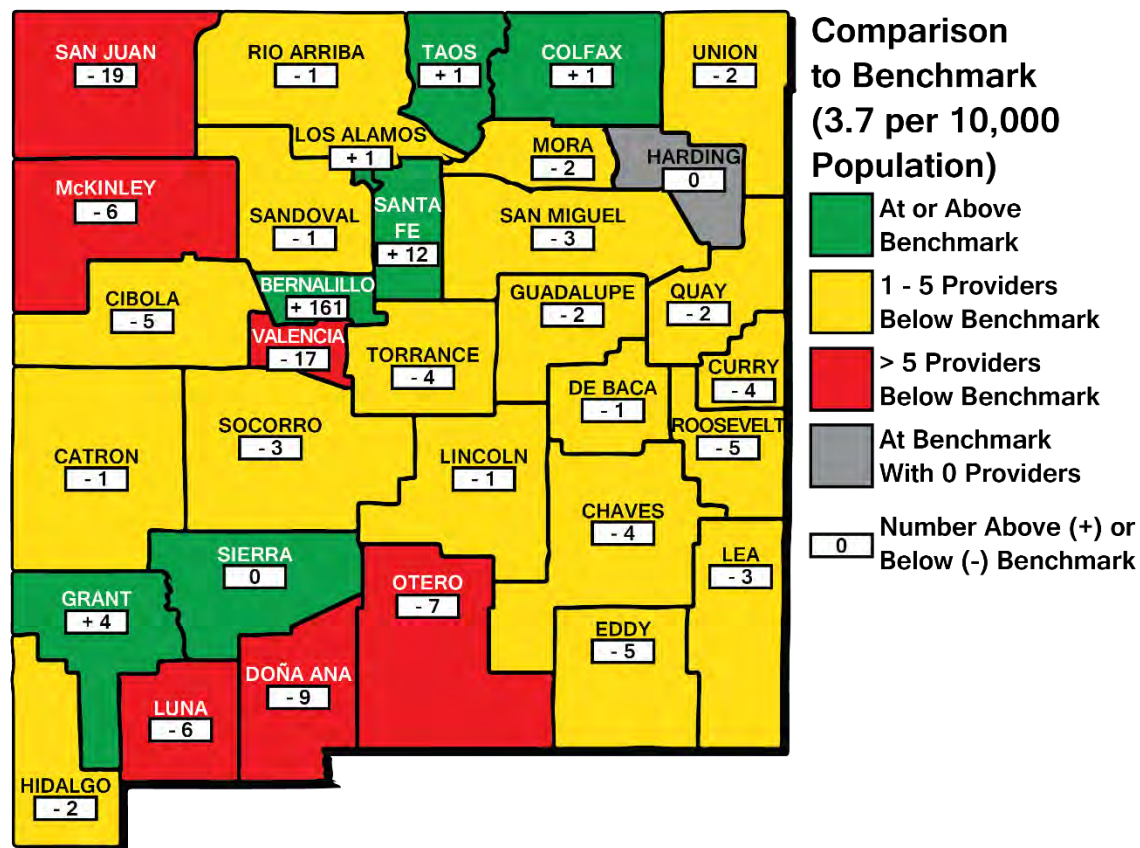 SAN JUAN
- 19
RIO ARRIBA
- 1
TAOS
+ 1
COLFAX
+ 1
UNION
- 2
LOS ALAMOS
+ 1
MORA
- 2
HARDING
0
McKINLEY
- 6
SANDOVAL
- 1
SANTA
FE
+ 12
SAN MIGUEL
- 3
CIBOLA
- 5
BERNALILLO
+ 161
VALENCIA
- 17
TORRANCE
- 4
GUADALUPE
- 2
QUAY
- 2
CURRY
- 4
DE BACA
- 1
ROOSEVELT
- 5
CATRON
- 1
SOCORRO
- 3
LINCOLN
- 1
CHAVES
- 4
LEA
- 3
SIERRA
0
GRANT
+ 4
OTERO
- 7
EDDY
- 5
DOÑA ANA
- 9
LUNA
- 6
HIDALGO
- 2
Comparison
to Benchmark
(3.7 per 10,000
Population)
At or Above
Benchmark
1 - 5 Providers
Below Benchmark
> 5 Providers
Below Benchmark
At Benchmark
With 0 Providers
0
Number Above (+) or
Below (-) Benchmark